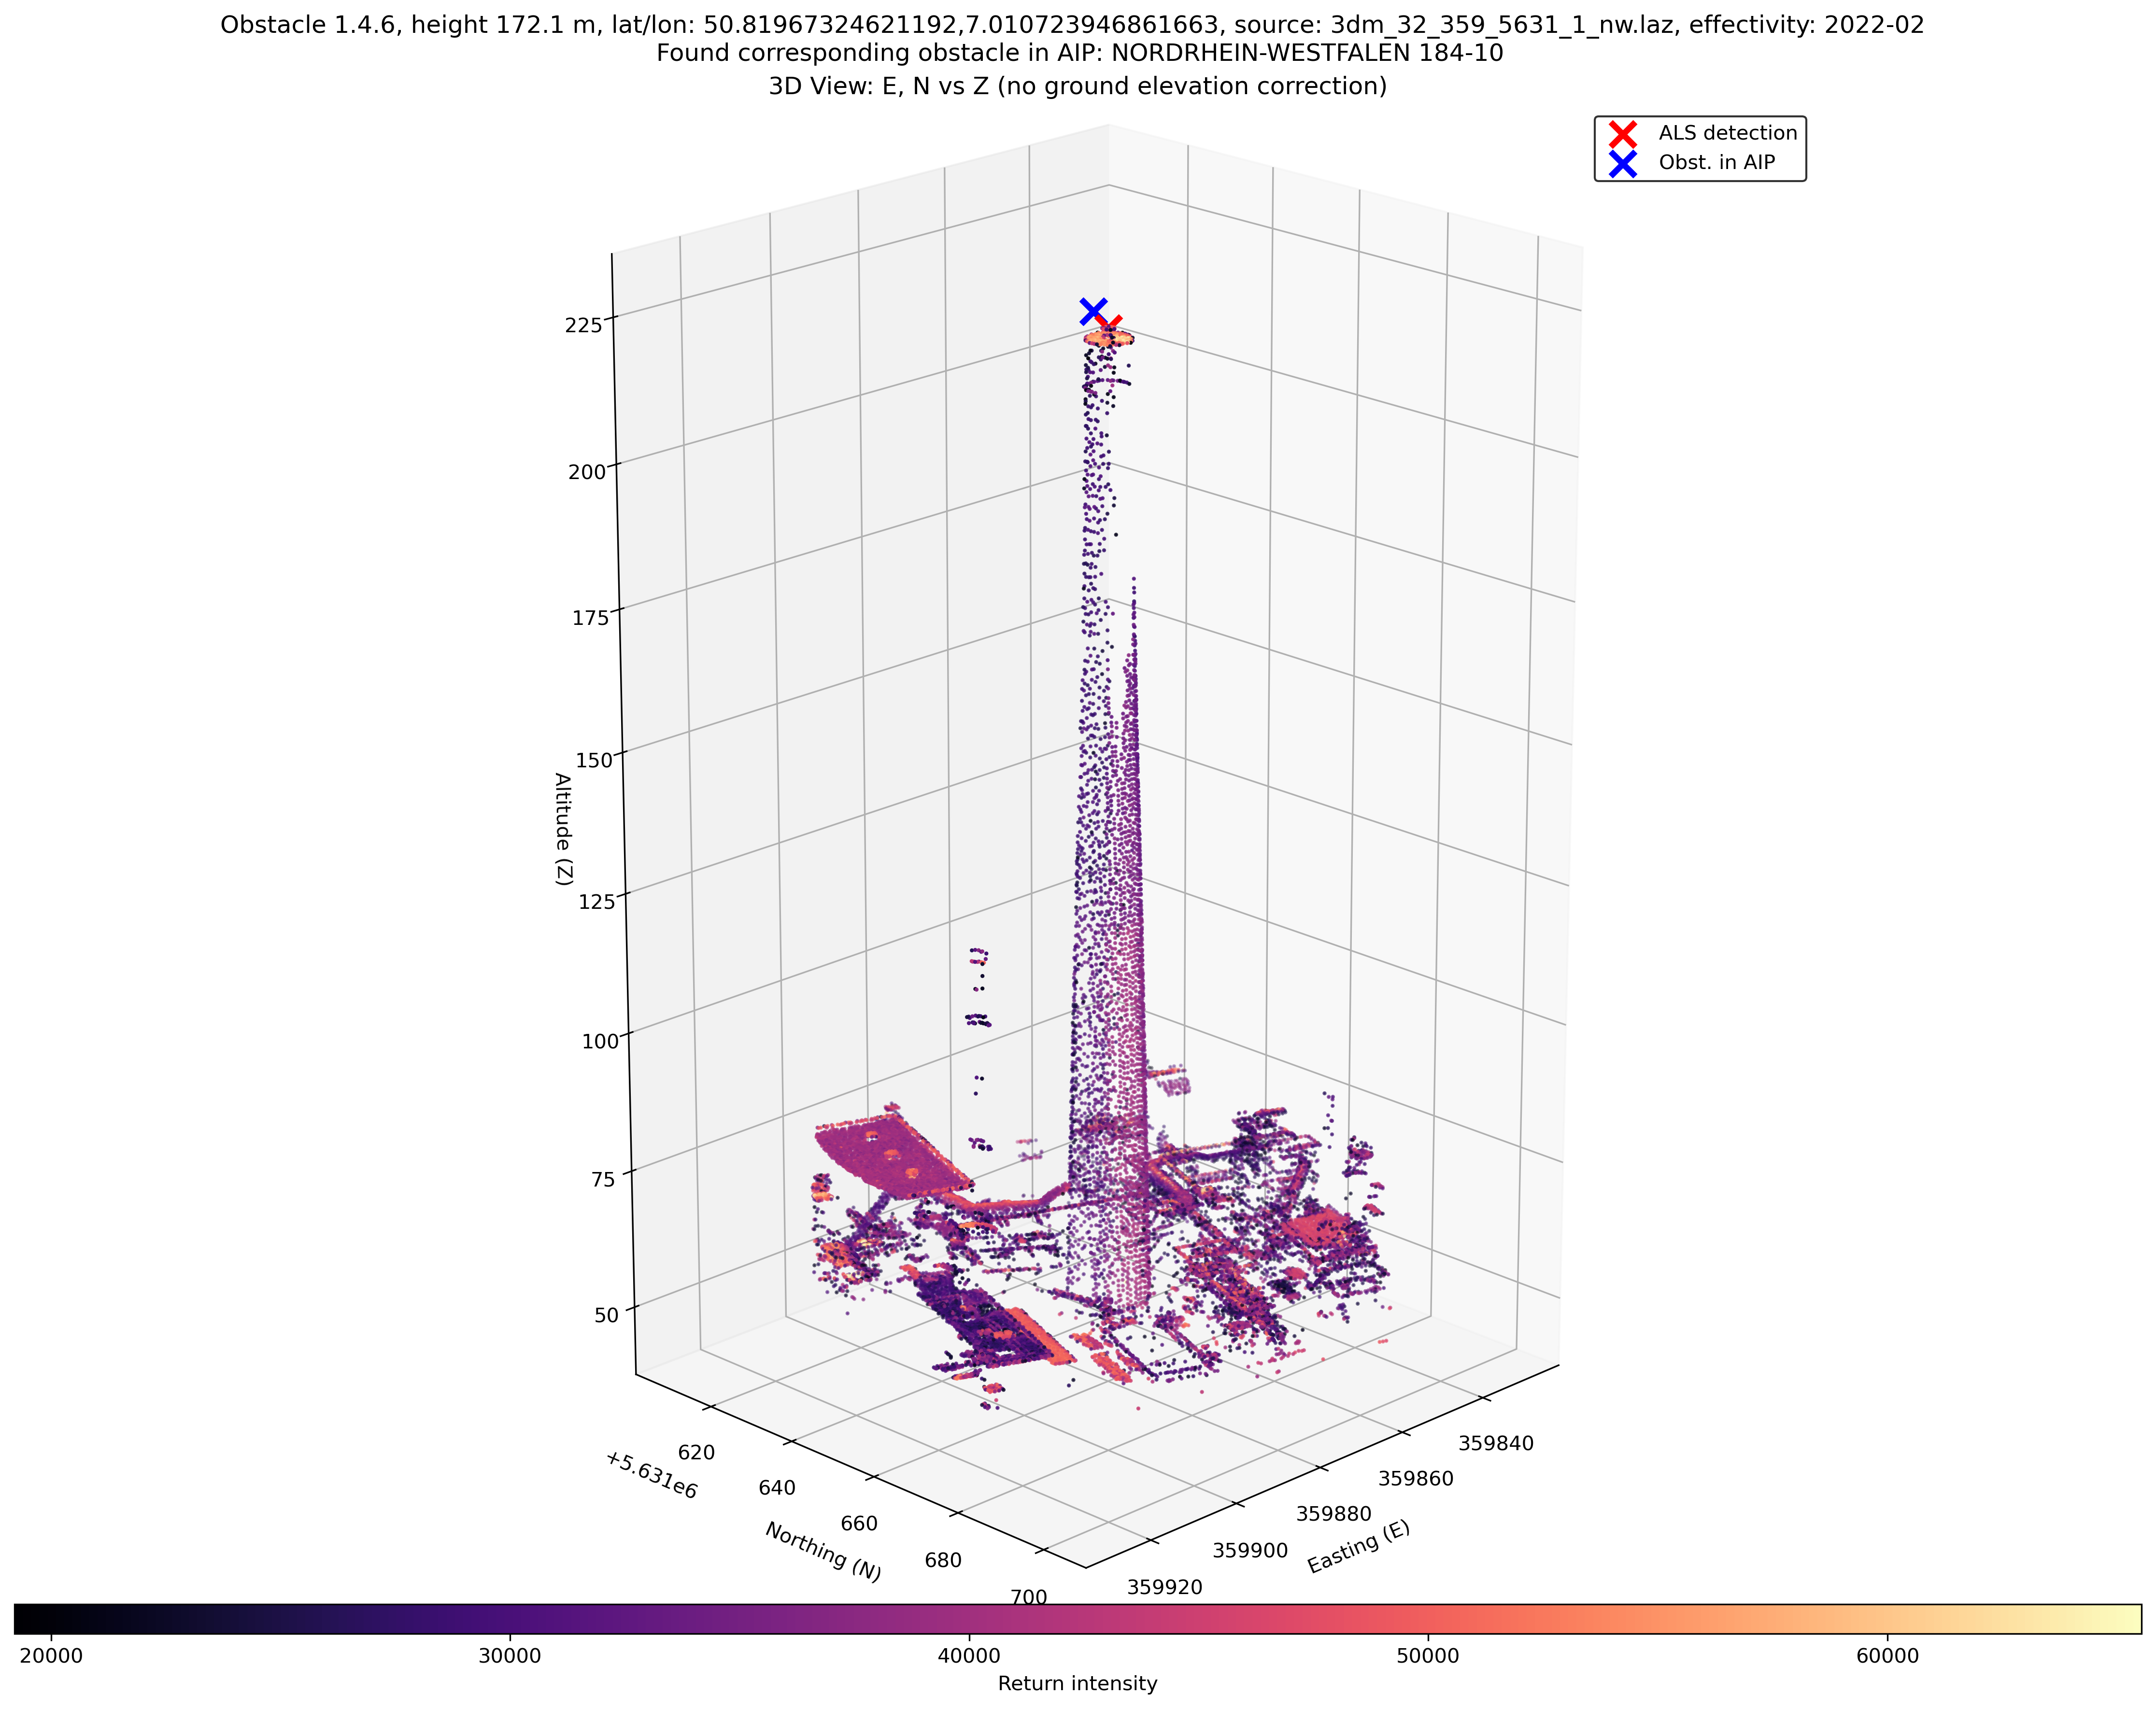 Obstacle 1.4.6, height 172.1 m, lat/lon: 50.81967324621192,7.010723946861663, source: 3dm_32_359_5631_1_nw.laz, effectivity: 2022-02
Found corresponding obstacle in AIP: NORDRHEIN-WESTFALEN 184-10
3D View: E, N vs Z (no ground elevation correction)
ALS detection
Obst. in AIP
225
200
175
150
125
100
75
50
Altitude (Z)
+5.631e6
620
640
660
680
700
Northing (N)
359840
359860
359880
359900
359920
Easting (E)
20000
30000
40000
50000
60000
Return intensity